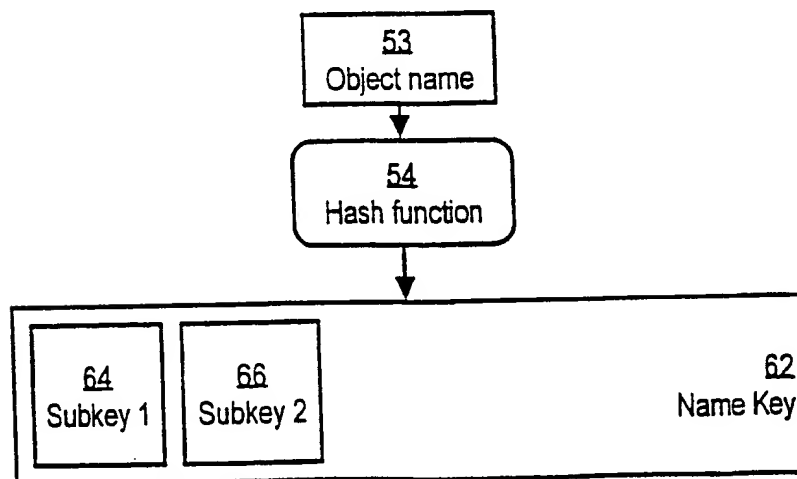 53
Object name
54
Hash function
64
Subkey 1
66
Subkey 2
62
Name Key